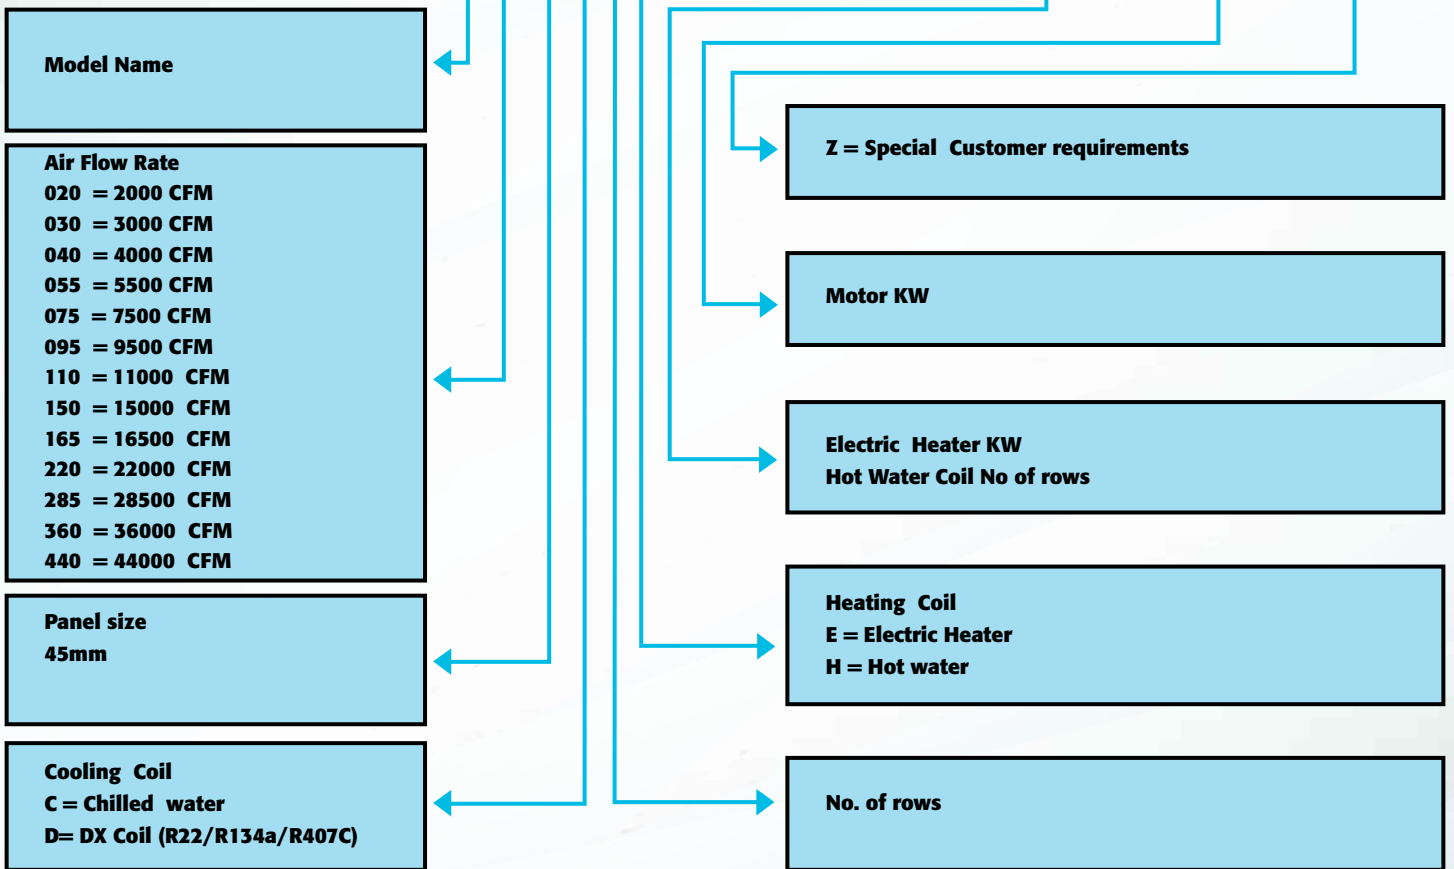 Model Name
Air Flow Rate
020 = 2000 CFM
030 = 3000 CFM
040 = 4000 CFM
055 = 5500 CFM
075 = 7500 CFM
095 = 9500 CFM
110 = 11000 CFM
150 = 15000 CFM
165 = 16500 CFM
220 = 22000 CFM
285 = 28500 CFM
360 = 36000 CFM
440 = 44000 CFM
Panel size
45mm
Cooling Coil
C = Chilled water
D= DX Coil (R22/R134a/R407C)
Z = Special Customer requirements
Motor KW
Electric Heater KW
Hot Water Coil No of rows
Heating Coil
E = Electric Heater
H = Hot water
No. of rows